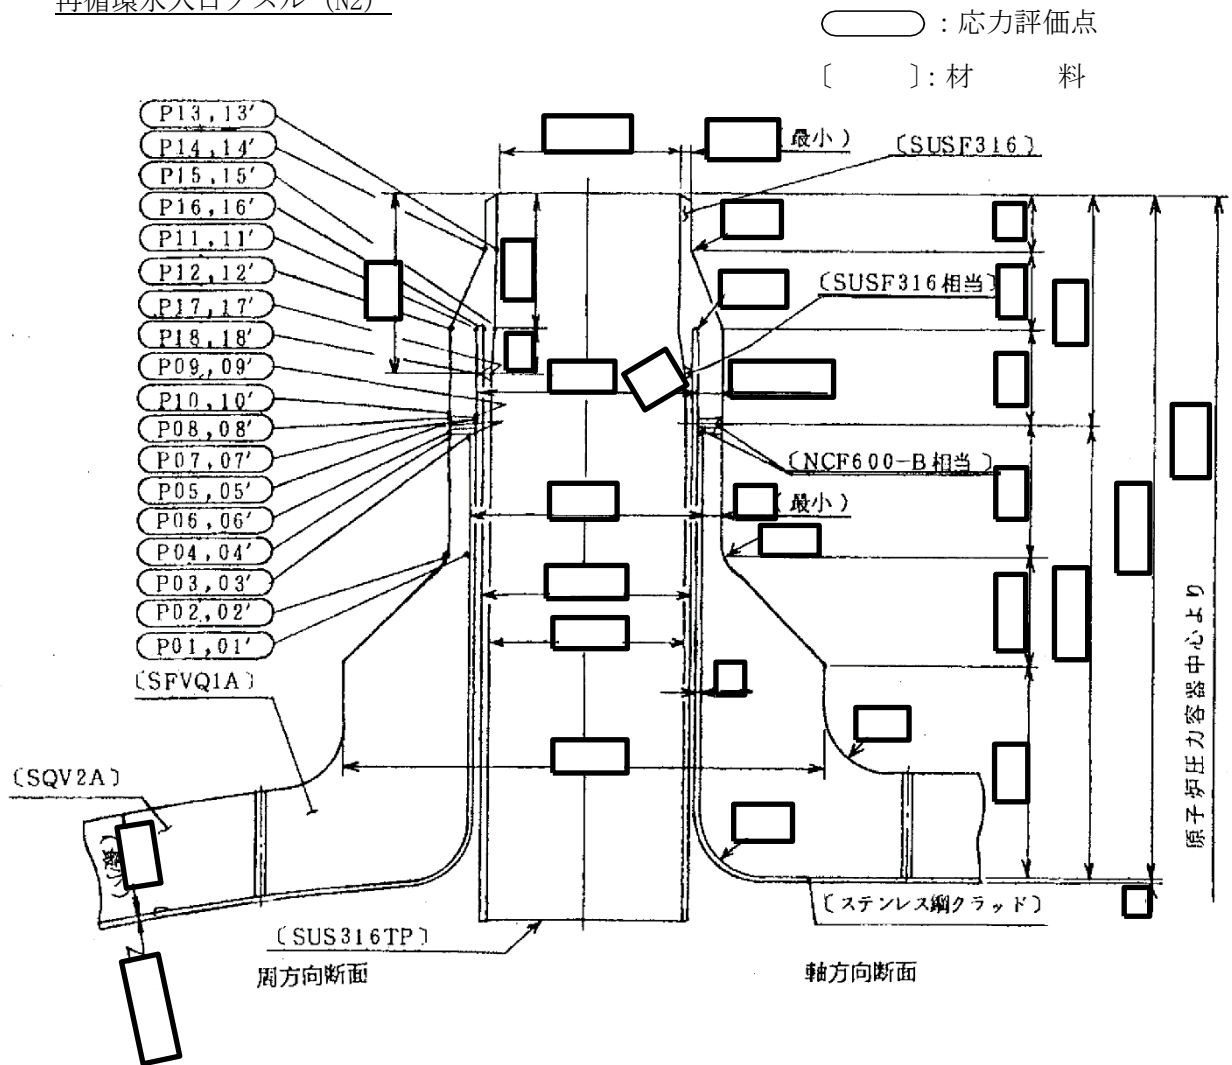 再循環水入口ノズル (N2)
：応力評価点
〔　　〕：材　　料
P13,13′
P14,14′
P15,15′
P16,16′
P11,11′
P12,12′
P17,17′
P18,18′
P09,09′
P10,10′
P08,08′
P07,07′
P05,05′
P06,06′
P04,04′
P03,03′
P02,02′
P01,01′
最小）
〔SUSF316〕
〔SUSF316相当〕
〔NCF600-B相当〕
（最小）
〔SFVQ1A〕
〔SQV2A〕
（最小）
原子炉圧力容器中心より
〔ステンレス鋼クラッド〕
〔SUS316TP〕
周方向断面
軸方向断面